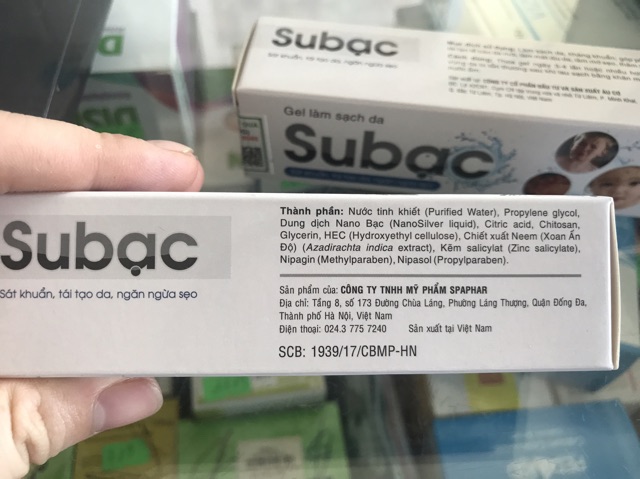 Subạc
Sát khuẩn, tái tạo da, ngăn ngừa sẹo
Gel làm sạch da
Subạc
Subạc
Sát khuẩn, tái tạo da, ngăn ngừa sẹo
Thành phần: Nước tinh khiết (Purified Water), Propylene glycol,
Dung dịch Nano Bạc (NanoSilver liquid), Citric acid, Chitosan,
Glycerin, HEC (Hydroxyethyl cellulose), Chiết xuất Neem (Xoan Ấn
Độ) (Azadirachta indica extract), Kẽm salicylat (Zinc salicylate),
Nipagin (Methylparaben), Nipasol (Propylparaben).
Sản phẩm của: CÔNG TY TNHH MỸ PHẨM SPAPHAR
Địa chỉ: Tầng 8, số 173 Đường Chùa Láng, Phường Láng Thượng, Quận Đống Đa,
Thành phố Hà Nội, Việt Nam
Điện thoại: 024.3 775 7240 Sản xuất tại Việt Nam
SCB: 1939/17/CBMP-HN